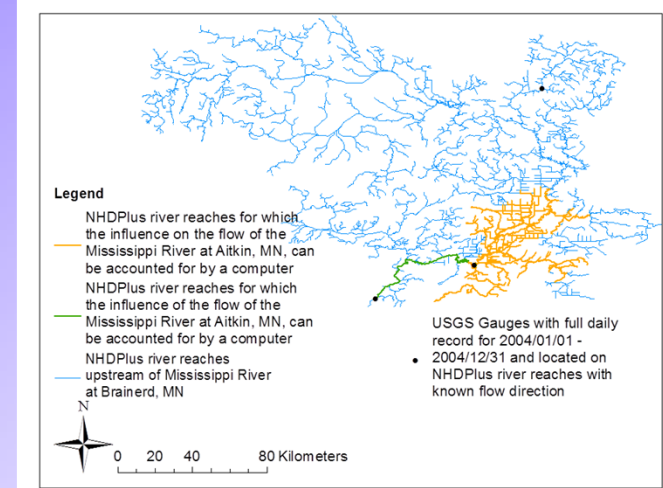 Legend
NHDPlus river reaches for which
the influence on the flow of the
Mississippi River at Aitkin, MN, can
be accounted for by a computer
NHDPlus river reaches for which
the influence of the flow of the
Mississippi River at Aitkin, MN, can
be accounted for by a computer
NHDPlus river reaches
upstream of Mississippi River
at Brainerd, MN
USGS Gauges with full daily
record for 2004/01/01 -
2004/12/31 and located on
NHDPlus river reaches with
known flow direction
N
0 20 40 80 Kilometers